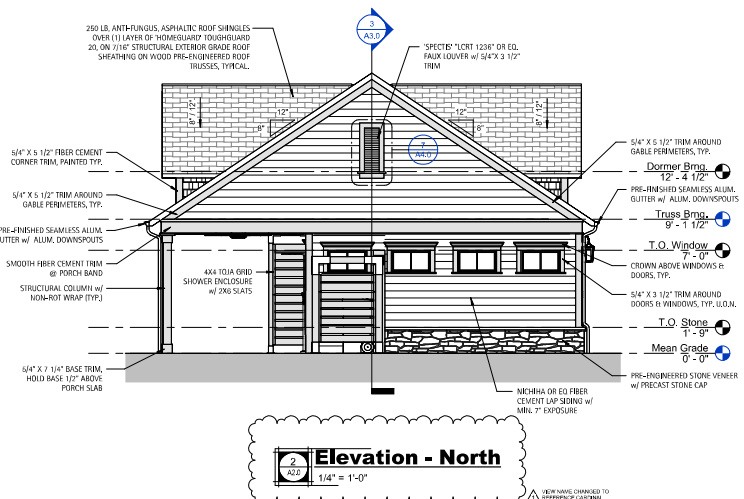 250 LB, ANTI-FUNGUS, ASPHALTIC ROOF SHINGLES
OVER (1) LAYER OF 'HOMEGUARD' TOUGHGUARD
20, ON 7/16" STRUCTURAL EXTERIOR GRADE ROOF
SHEATHING ON WOOD PRE-ENGINEERED ROOF
TRUSSES, TYPICAL.
3
A3.0
'SPECTIS' "LCRT 1236" OR EQ.
FAUX LOUVER w/ 5/4"X 3 1/2"
TRIM
8" / 12"
12"
8"
12"
8"
8" / 12"
7
A4.0
5/4" X 5 1/2" FIBER CEMENT
CORNER TRIM, PAINTED TYP.
5/4" X 5 1/2" TRIM AROUND
GABLE PERIMETERS, TYP.
PRE-FINISHED SEAMLESS ALUM.
GUTTER w/ ALUM. DOWNSPOUTS
SMOOTH FIBER CEMENT TRIM
@ PORCH BAND
STRUCTURAL COLUMN w/
NON-ROT WRAP (TYP.)
5/4" X 7 1/4" BASE TRIM,
HOLD BASE 1/2" ABOVE
PORCH SLAB
4X4 TOJA GRID
SHOWER ENCLOSURE
w/ 2X6 SLATS
5/4" X 5 1/2" TRIM AROUND
GABLE PERIMETERS, TYP.
Dormer Brng.
12' - 4 1/2"
PRE-FINISHED SEAMLESS ALUM.
GUTTER w/ ALUM. DOWNSPOUTS
Truss Brng.
9' - 1 1/2"
T.O. Window
7' - 0"
CROWN ABOVE WINDOWS &
DOORS, TYP.
5/4" X 3 1/2" TRIM AROUND
DOORS & WINDOWS, TYP. U.O.N.
T.O. Stone
1' - 9"
Mean Grade
0' - 0"
PRE-ENGINEERED STONE VENEER
w/ PRECAST STONE CAP
NICHIHA OR EQ FIBER
CEMENT LAP SIDING w/
MIN. 7" EXPOSURE
2
A2.0
Elevation - North
1/4" = 1'-0"
VIEW NAME CHANGED TO
REFERENCE CARDINAL